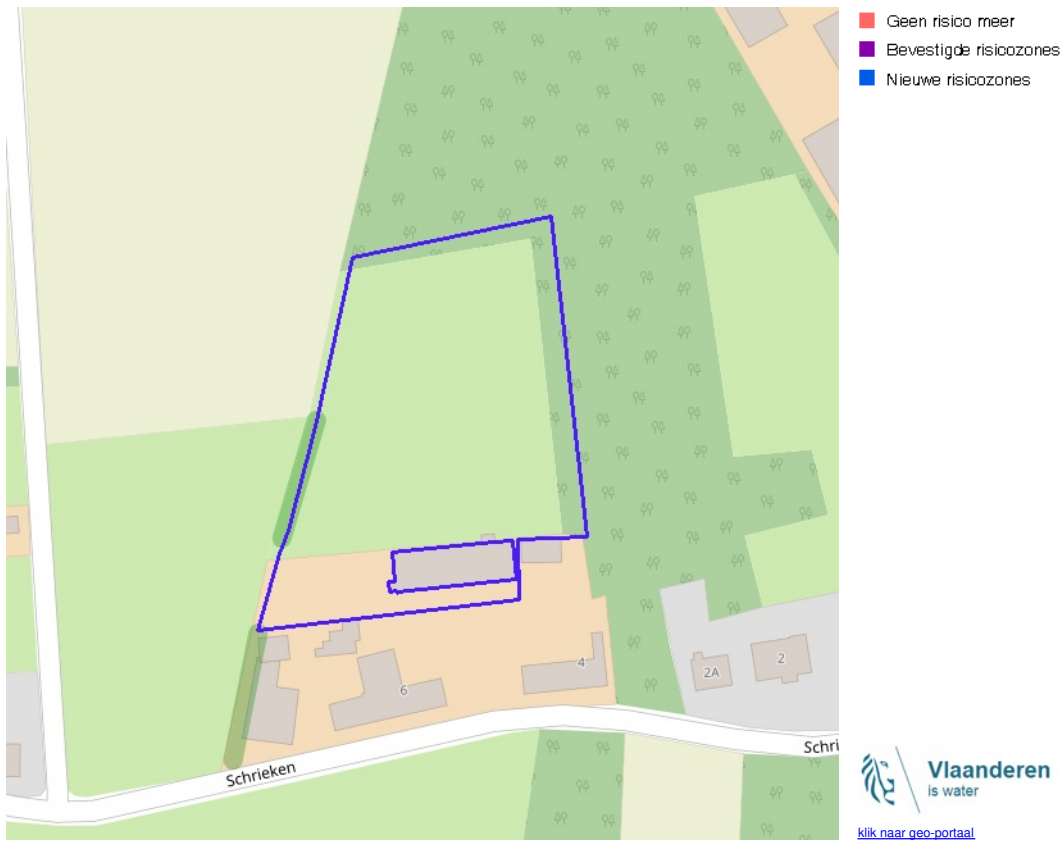 Geen risico meer
Bevestigde risicozones
Nieuwe risicozones
2
2A
4
6
Schri
Schrieken
Vlaanderen
is water
klik naar geo-portaal